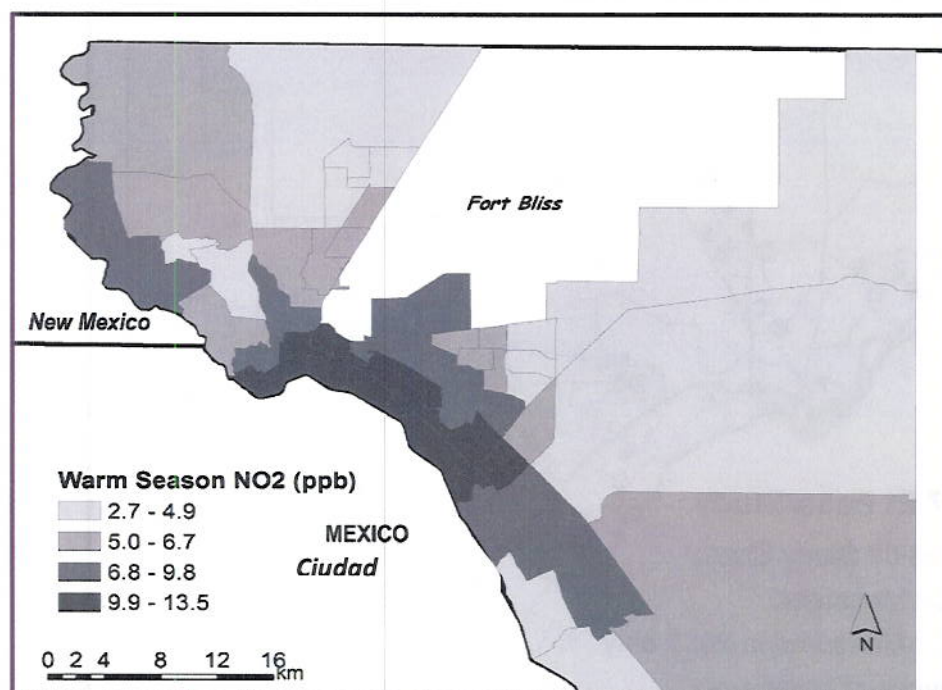 Fort Bliss
New Mexico
Warm Season NO2 (ppb)
2.7 - 4.9
5.0 - 6.7
6.8 - 9.8
9.9 - 13.5
MEXICO
Ciudad
0 2 4 8 12 16
km
N